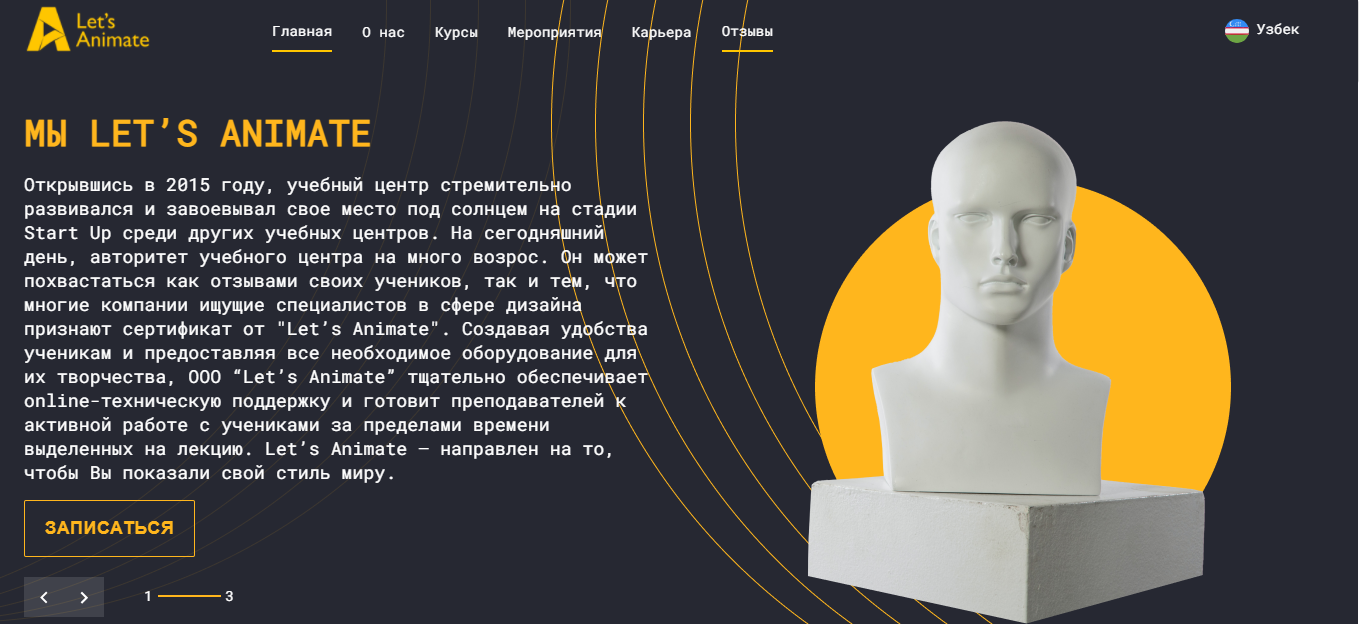 Let's
Animate
Главная О нас Курсы Мероприятия Карьера Отзывы
Узбек
МЫ LET’S ANIMATE
Открывшись в 2015 году, учебный центр стремительно
развивался и завоевывал свое место под солнцем на стадии
Start Up среди других учебных центров. На сегодняшний
день, авторитет учебного центра на много возрос. Он может
похвастаться как отзывами своих учеников, так и тем, что
многие компании ищущие специалистов в сфере дизайна
признают сертификат от "Let’s Animate". Создавая удобства
ученикам и предоставляя все необходимое оборудование для
их творчества, ООО “Let’s Animate” тщательно обеспечивает
online-техническую поддержку и готовит преподавателей к
активной работе с учениками за пределами времени
выделенных на лекцию. Let’s Animate – направлен на то,
чтобы Вы показали свой стиль миру.
ЗАПИСАТЬСЯ
1 3